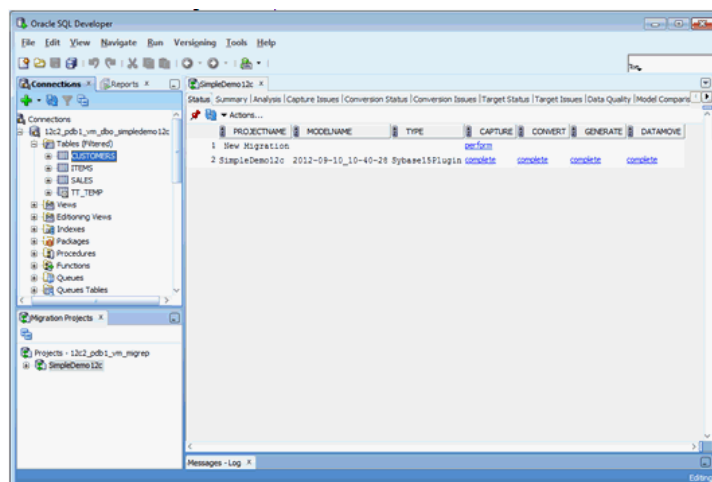 Oracle SQL Developer
File Edit View Navigate Run Versioning Tools Help
Connections
Reports
SimpleDemo12c
Status Summary Analysis Capture Issues Conversion Status Conversion Issues Target Status Target Issues Data Quality Model Comparis
Actions...
PROJECTNAME MODELNAME TYPE CAPTURE CONVERT GENERATE DATAMOVE
1 New Migration perform
2 SimpleDemo12c 2012-09-10_10-40-28 Sybase15Plugin complete complete complete complete
Connections
12c2_pdb1_vm_dbo_simpledemo12c
Tables (Filtered)
CUSTOMERS
ITEMS
SALES
TT_TEMP
Views
Editioning Views
Indexes
Packages
Procedures
Functions
Queues
Queues Tables
Migration Projects
Projects - 12c2_pdb1_vm_migrep
SimpleDemo12c
Messages - Log
Editing